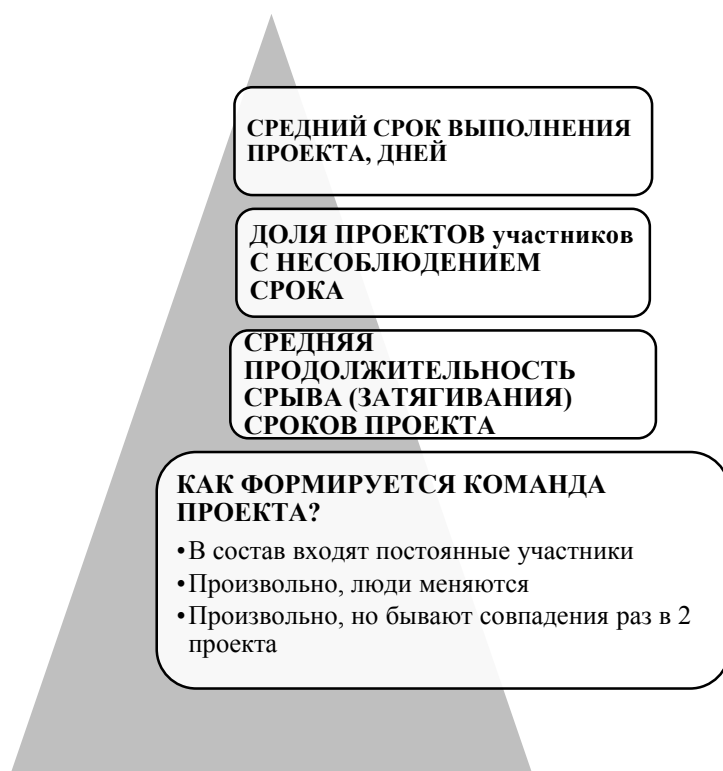 СРЕДНИЙ СРОК ВЫПОЛНЕНИЯ
ПРОЕКТА, ДНЕЙ
ДОЛЯ ПРОЕКТОВ участников
С НЕСОБЛЮДЕНИЕМ
СРОКА
СРЕДНЯЯ
ПРОДОЛЖИТЕЛЬНОСТЬ
СРЫВА (ЗАТЯГИВАНИЯ)
СРОКОВ ПРОЕКТА
КАК ФОРМИРУЕТСЯ КОМАНДА
ПРОЕКТА?
•В состав входят постоянные участники
•Произвольно, люди меняются
•Произвольно, но бывают совпадения раз в 2
проекта